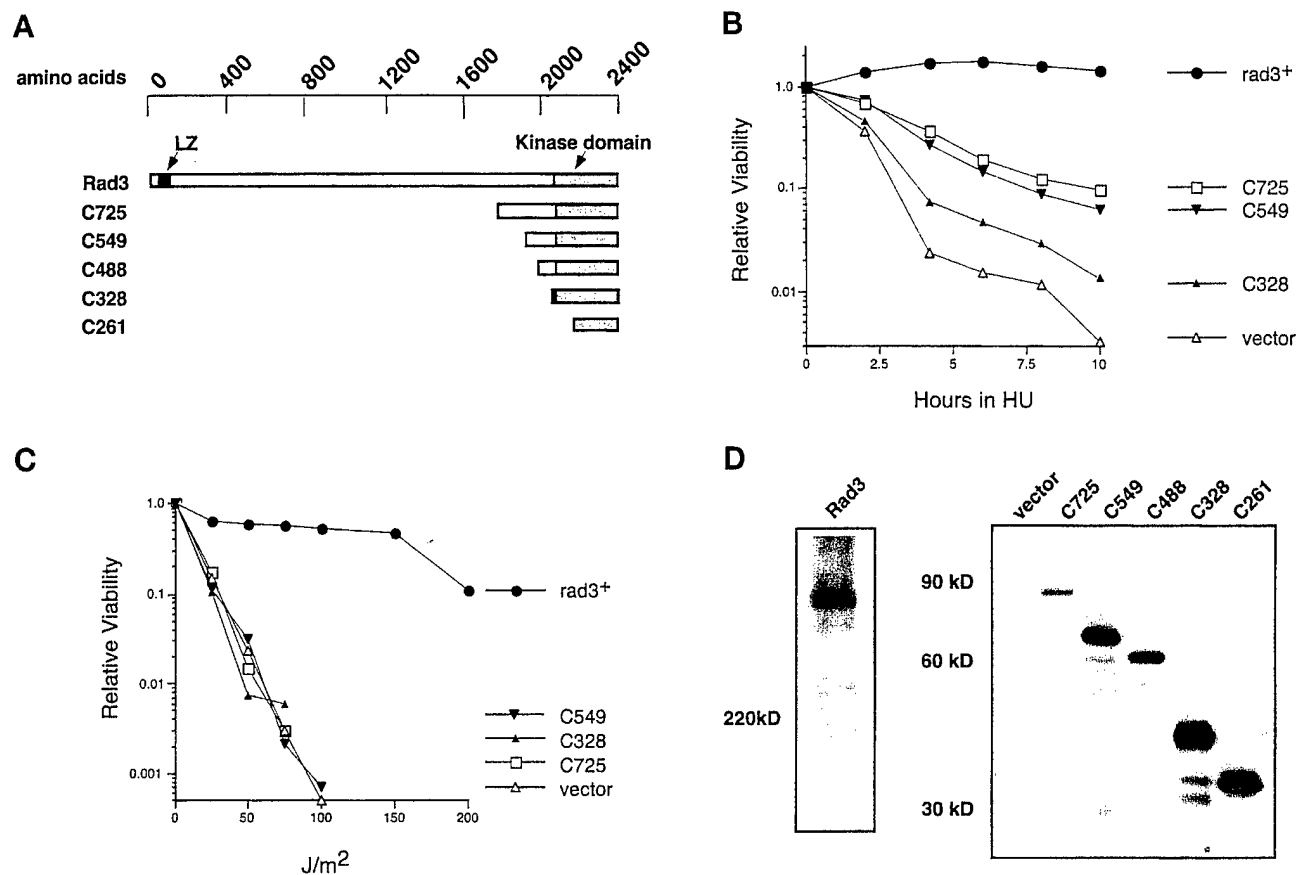 A
amino acids
0 400 800 1200 1600 2000 2400
LZ
Kinase domain
Rad3
C725
C549
C488
C328
C261
B
Relative Viability
1.0
0.1
0.01
0 2.5 5 7.5 10
Hours in HU
rad3+
C725
C549
C328
vector
C
Relative Viability
1.0
0.1
0.01
0.001
0 50 100 150 200
J/m2
rad3+
C549
C328
C725
vector
D
Rad3
220kD
vector C725 C549 C488 C328 C261
90 kD
60 kD
30 kD